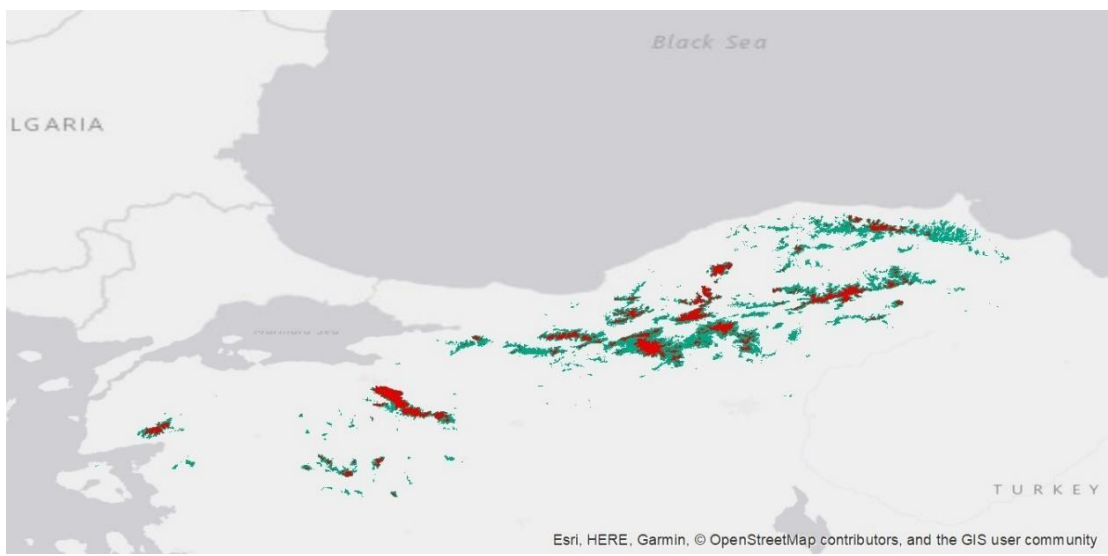 Black Sea
LGARIA
TURKEY
Esri, HERE, Garmin, © OpenStreetMap contributors, and the GIS user community